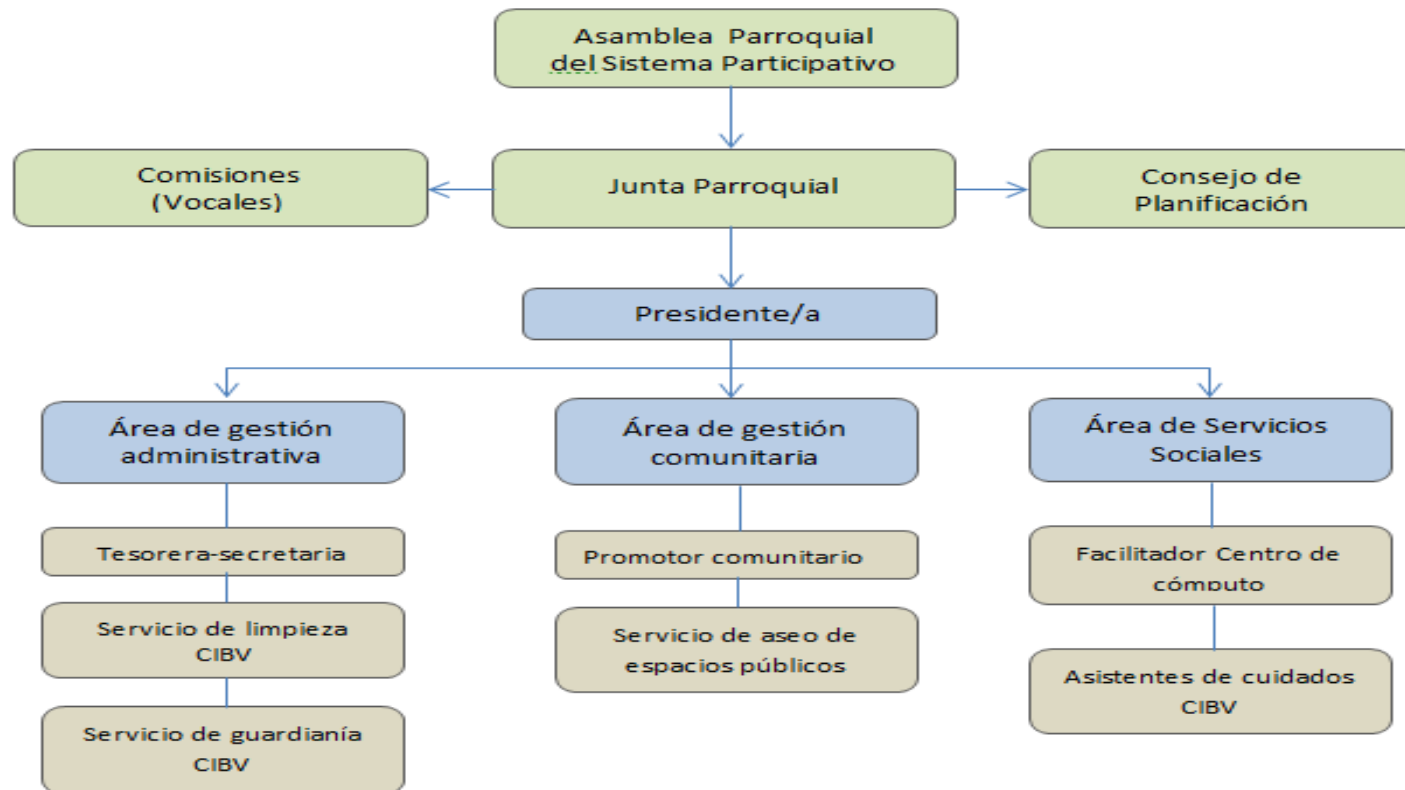 Asamblea Parroquial
del Sistema Participativo
Comisiones
(Vocales)
Junta Parroquial
Consejo de
Planificación
Presidente/a
Área de gestión
administrativa
Área de gestión
comunitaria
Área de Servicios
Sociales
Tesorera-secretaria
Servicio de limpieza
CIBV
Servicio de guardianía
CIBV
Promotor comunitario
Servicio de aseo de
espacios públicos
Facilitador Centro de
cómputo
Asistentes de cuidados
CIBV